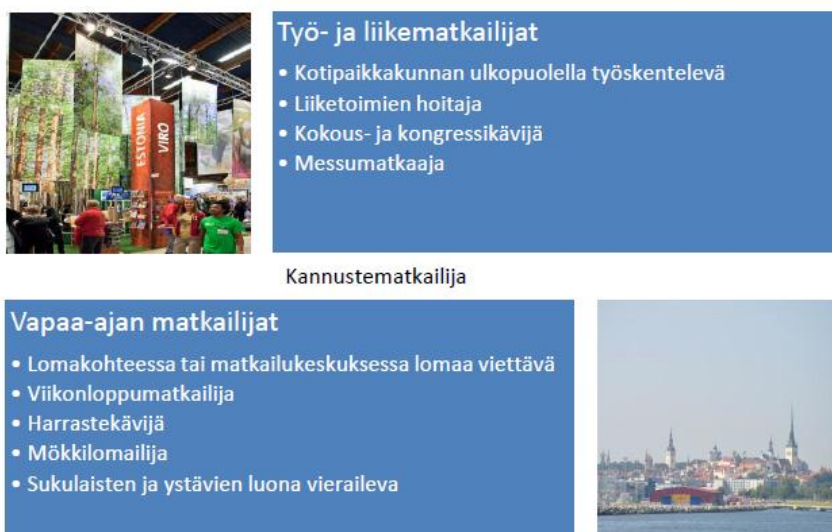 ESTONIA
VIRO
Työ- ja liikematkailijat
• Kotipaikkakunnan ulkopuolella työskentelevä
• Liiketoimien hoitaja
• Kokous- ja kongressikävijä
• Messumatkaaja
Kannustematkailija
Vapaa-ajan matkailijat
• Lomakohteessa tai matkailukeskuksessa lomaa viettävä
• Viikonloppumatkailija
• Harrastekävijä
• Mökkilomailija
• Sukulaisten ja ystävien luona vieraileva